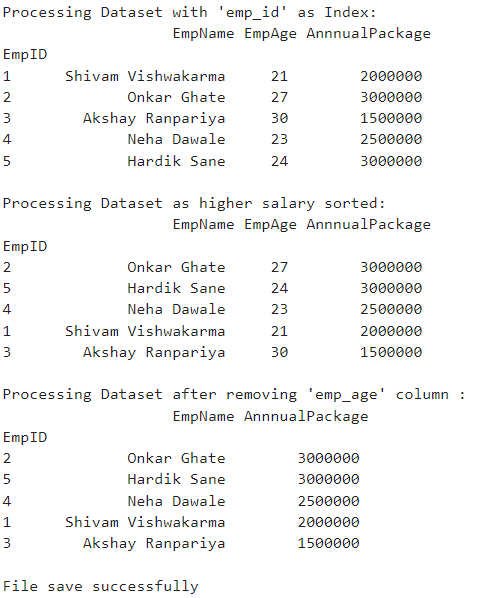 Processing Dataset with 'emp_id' as Index:
EmpName EmpAge AnnnualPackage
EmpID
1 Shivam Vishwakarma 21 2000000
2 Onkar Ghate 27 3000000
3 Akshay Ranpariya 30 1500000
4 Neha Dawale 23 2500000
5 Hardik Sane 24 3000000
Processing Dataset as higher salary sorted:
EmpName EmpAge AnnnualPackage
EmpID
2 Onkar Ghate 27 3000000
5 Hardik Sane 24 3000000
4 Neha Dawale 23 2500000
1 Shivam Vishwakarma 21 2000000
3 Akshay Ranpariya 30 1500000
Processing Dataset after removing 'emp_age' column :
EmpName AnnnualPackage
EmpID
2 Onkar Ghate 3000000
5 Hardik Sane 3000000
4 Neha Dawale 2500000
1 Shivam Vishwakarma 2000000
3 Akshay Ranpariya 1500000
File save successfully